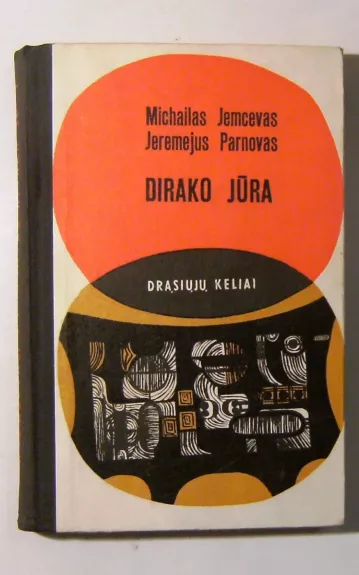 Michailas Jemcevas
Jeremejus Parnovas
DIRAKO JŪRA
DRĄSIŲJŲ KELIAI